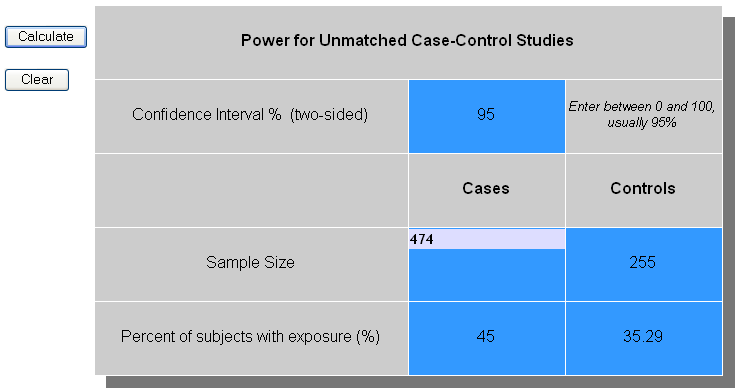 Calculate
Clear
Power for Unmatched Case-Control Studies
Confidence Interval % (two-sided)
95
Enter between 0 and 100,
usually 95%
Cases
Controls
Sample Size
474
255
Percent of subjects with exposure (%)
45
35.29